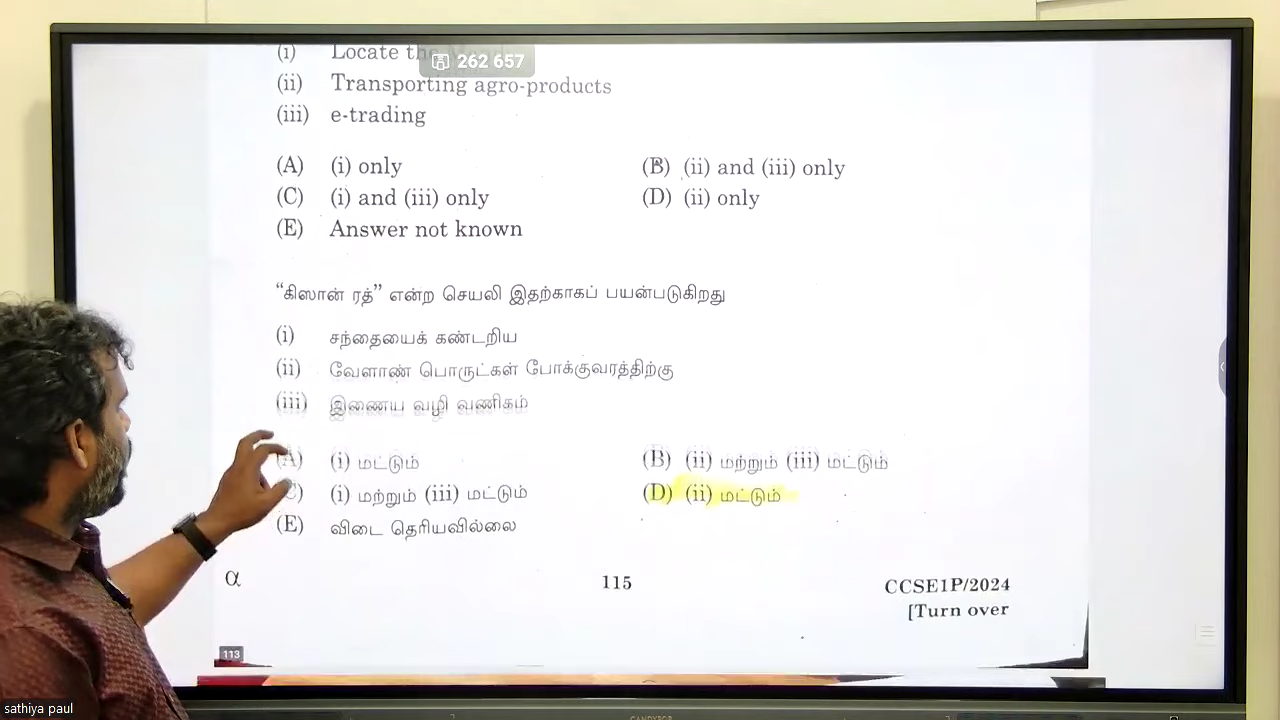 262 657
(i) Locate the
(ii) Transporting agro-products
(iii) e-trading
(A) (i) only
(B) (ii) and (iii) only
(C) (i) and (iii) only
(D) (ii) only
(E) Answer not known
“கிஸான் ரத்” என்ற செயலி இதற்காகப் பயன்படுகிறது
(i) சந்தையைக் கண்டறிய
(ii) வேளாண் பொருட்கள் போக்குவரத்திற்கு
(iii) இணைய வழி வணிகம்
(A) (i) மட்டும்
(B) (ii) மற்றும் (iii) மட்டும்
(C) (i) மற்றும் (iii) மட்டும்
(D) (ii) மட்டும்
(E) விடை தெரியவில்லை
α 115 CCSE1P/2024
[Turn over
113
sathiya paul